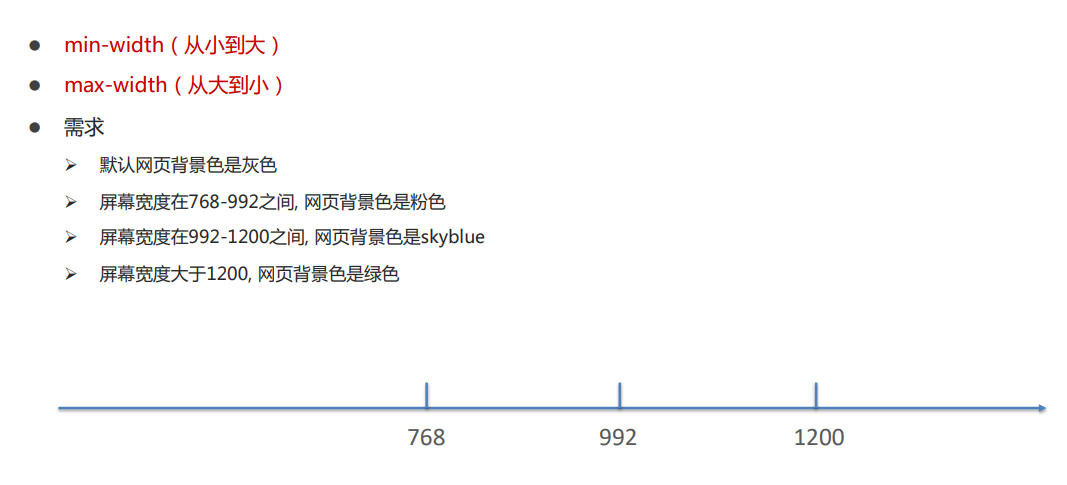 min-width（从小到大）
max-width（从大到小）
需求
默认网页背景色是灰色
屏幕宽度在768-992之间, 网页背景色是粉色
屏幕宽度在992-1200之间, 网页背景色是skyblue
屏幕宽度大于1200, 网页背景色是绿色
768 992 1200